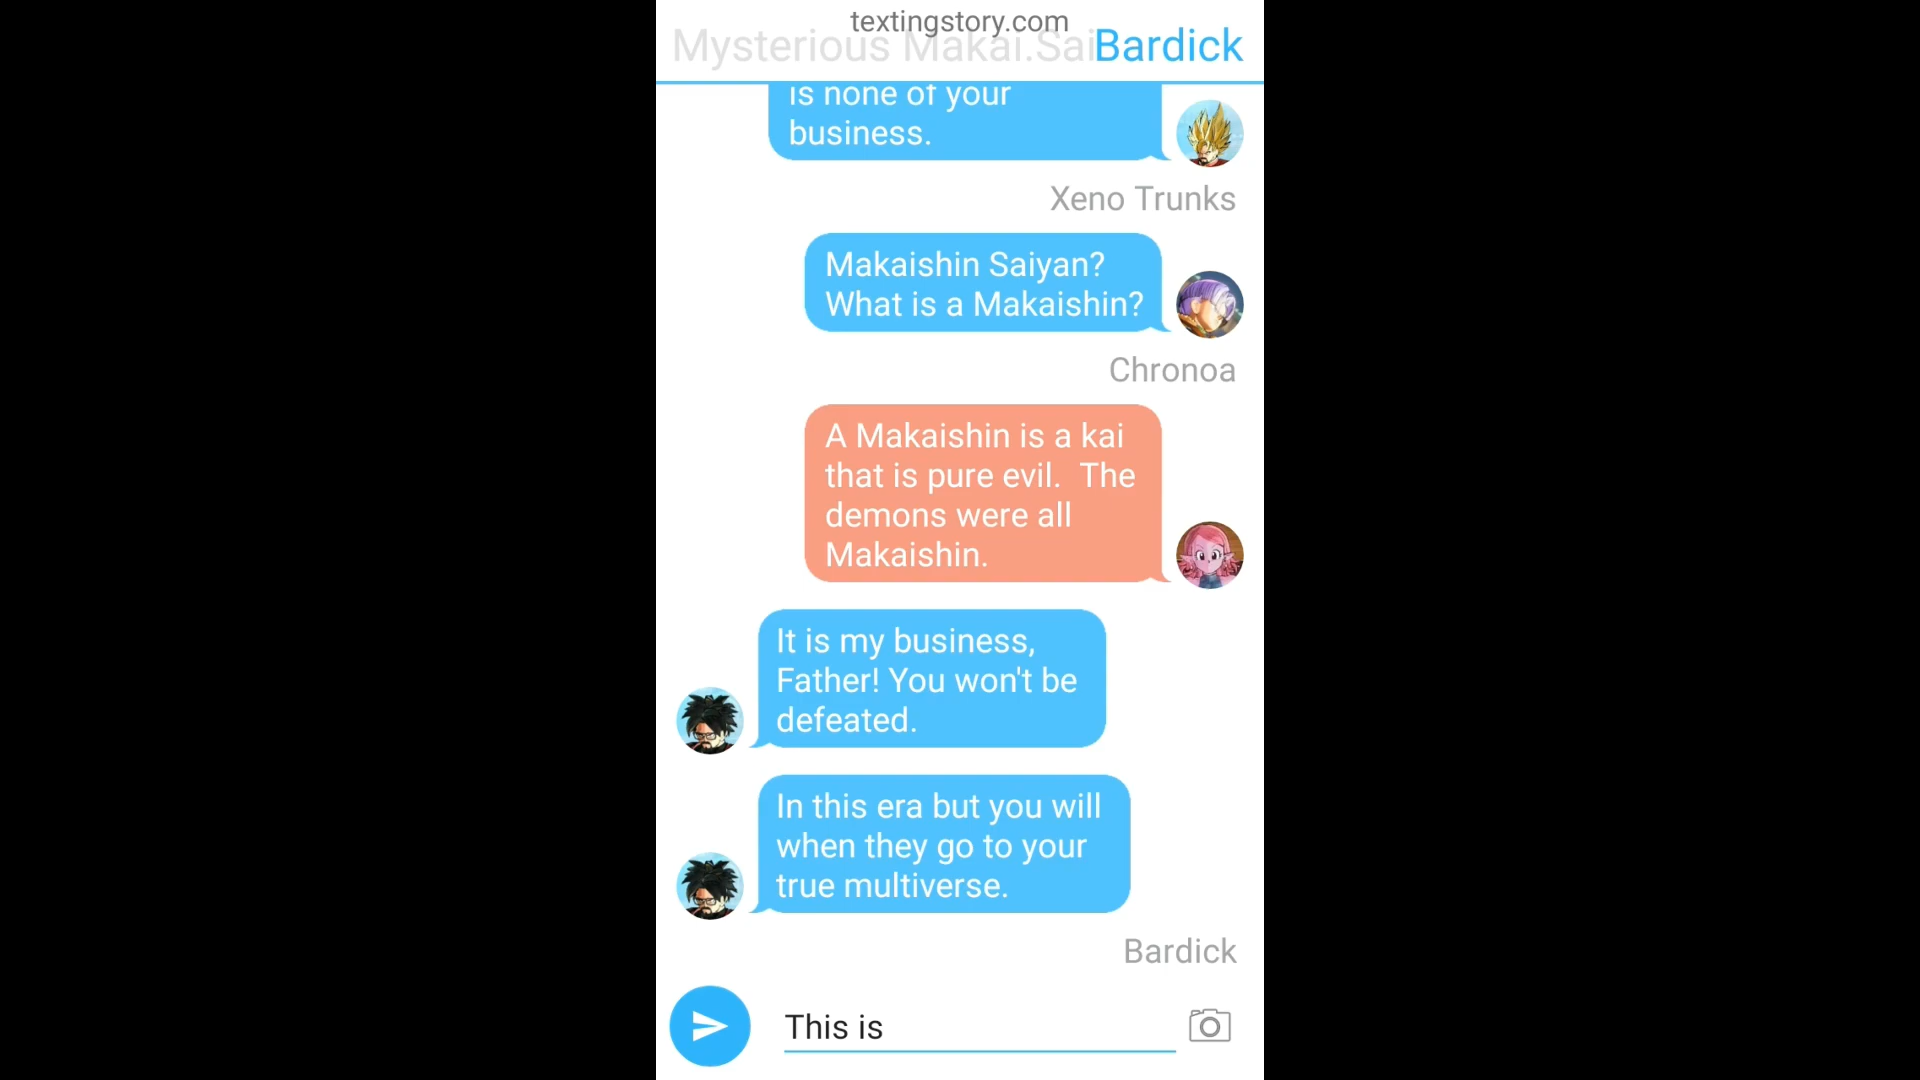 textingstory.com
Mysterious Makai.Sai
Bardick
is none of your
business.
Xeno Trunks
Makaishin Saiyan?
What is a Makaishin?
Chronoa
A Makaishin is a kai
that is pure evil.  The
demons were all
Makaishin.
It is my business,
Father! You won't be
defeated.
In this era but you will
when they go to your
true multiverse.
Bardick
This is